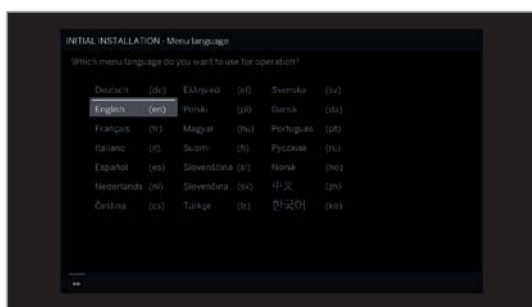 INITIAL INSTALLATION - Menu language
Which menu language do you want to use for operation?
Deutsch (de) Ελληνικά (el) Svenska (sv)
English (en) Polski (pl) Dansk (da)
Français (fr) Magyar (hu) Português (pt)
Italiano (it) Suomi (fi) Русский (ru)
Español (es) Slovenščina (sl) Norsk (no)
Nederlands (nl) Slovenčina (sk) 中文 (zh)
Čeština (cs) Türkçe (tr) 한국어 (ko)